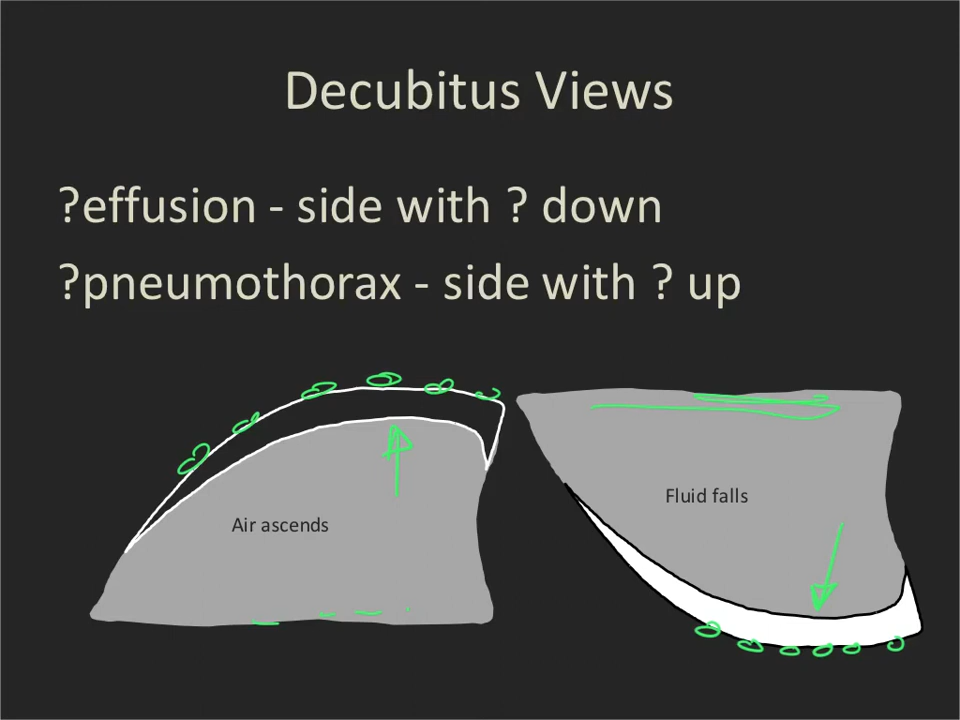 Decubitus Views
?effusion - side with ? down
?pneumothorax - side with ? up
Air ascends
Fluid falls